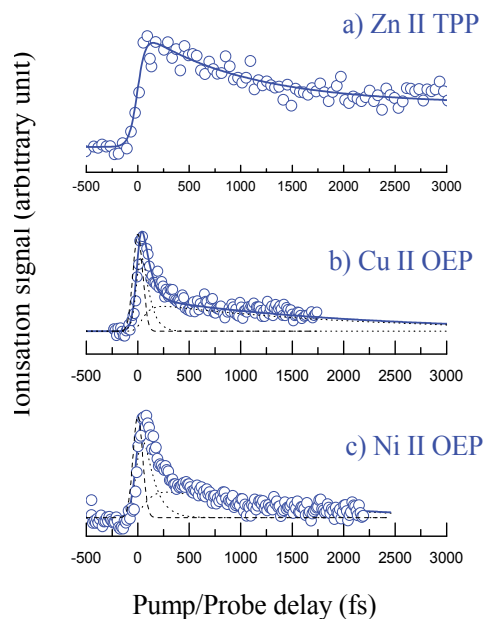 Ionisation signal (arbitrary unit)
a) Zn II TPP
-500 0 500 1000 1500 2000 2500 3000
b) Cu II OEP
-500 0 500 1000 1500 2000 2500 3000
c) Ni II OEP
-500 0 500 1000 1500 2000 2500 3000
Pump/Probe delay (fs)